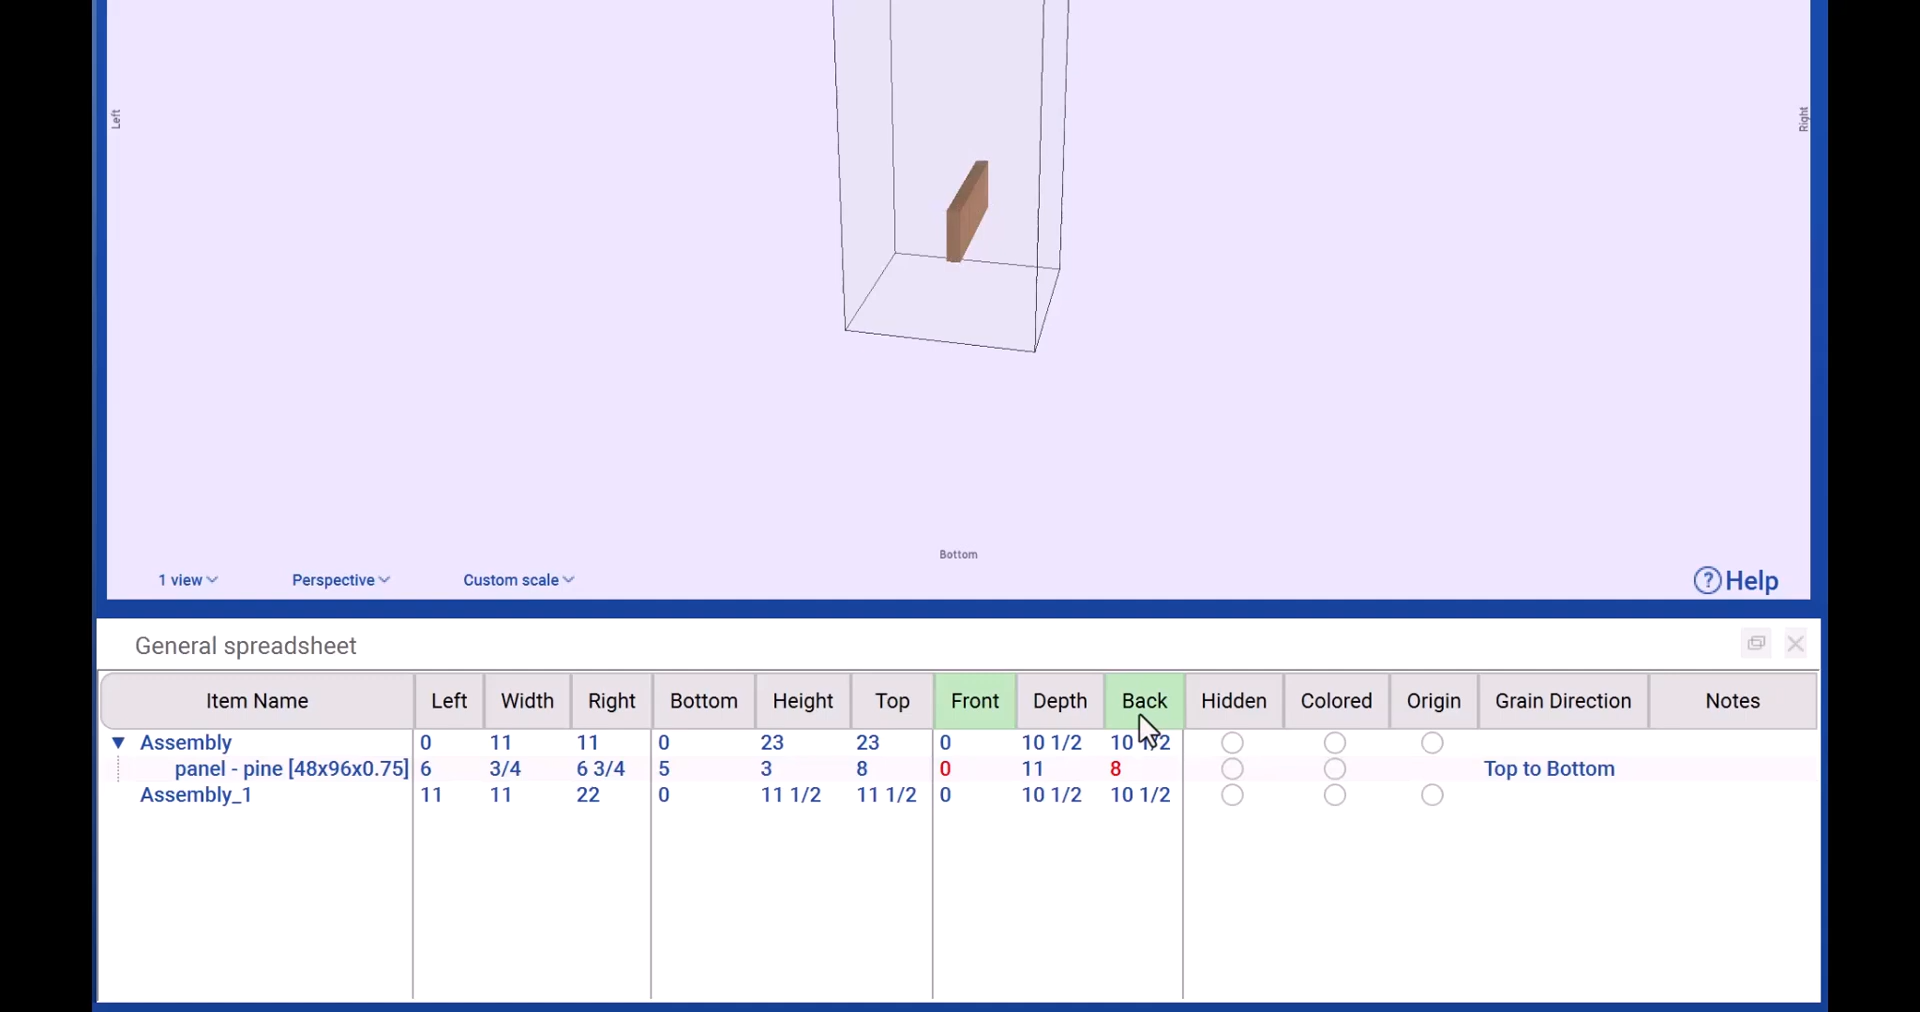 Left
Right
Bottom
1 view
Perspective
Custom scale
? Help
General spreadsheet
Item Name Left Width Right Bottom Height Top Front Depth Back Hidden Colored Origin Grain Direction Notes
Assembly 0 11 11 0 23 23 0 10 1/2 10 1/2
panel - pine [48x96x0.75] 6 3/4 6 3/4 5 3 8 0 11 8 Top to Bottom
Assembly_1 11 11 22 0 11 1/2 11 1/2 0 10 1/2 10 1/2